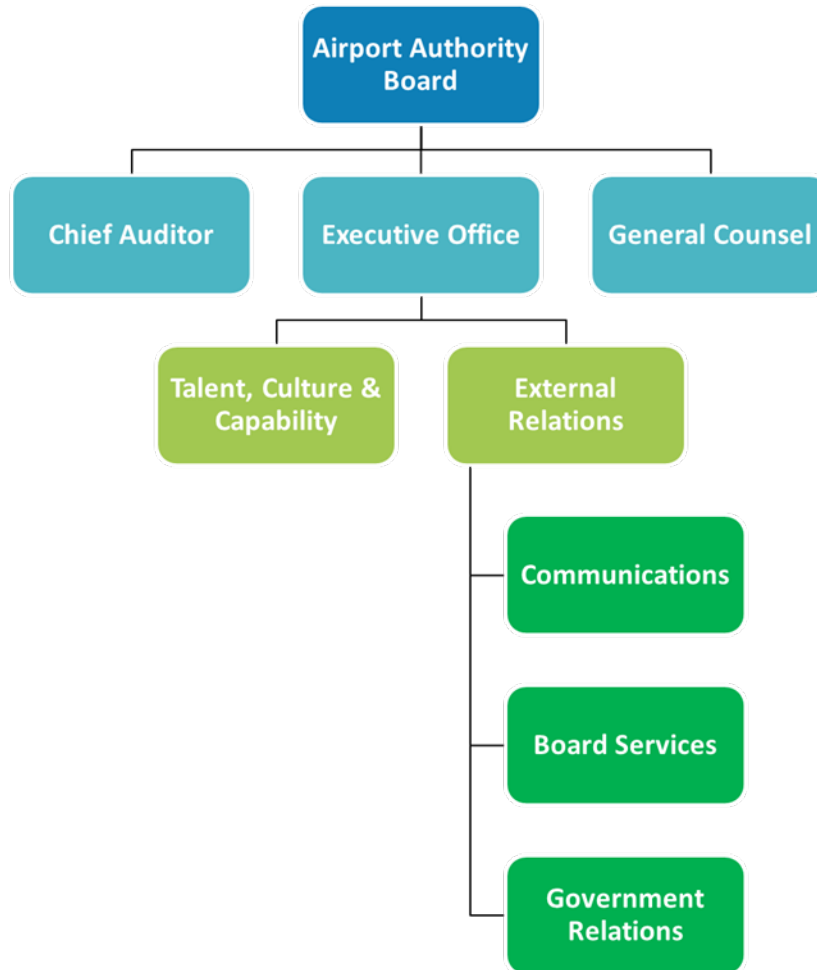 Airport Authority
Board
Chief Auditor
Executive Office
General Counsel
Talent, Culture &
Capability
External
Relations
Communications
Board Services
Government
Relations